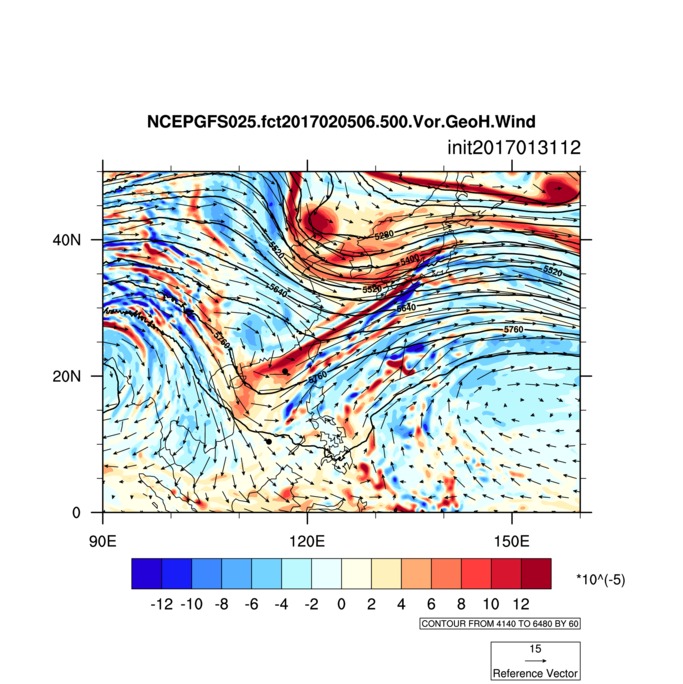 NCEPGFS025.fct2017020506.500.Vor.GeoH.Wind
init2017013112
40N
20N
0
90E 120E 150E
5280
5400
5520
5520
5520
5640
5640
5760
5760
5760
-12 -10 -8 -6 -4 -2 0 2 4 6 8 10 12
*10^(-5)
CONTOUR FROM 4140 TO 6480 BY 60
15
Reference Vector